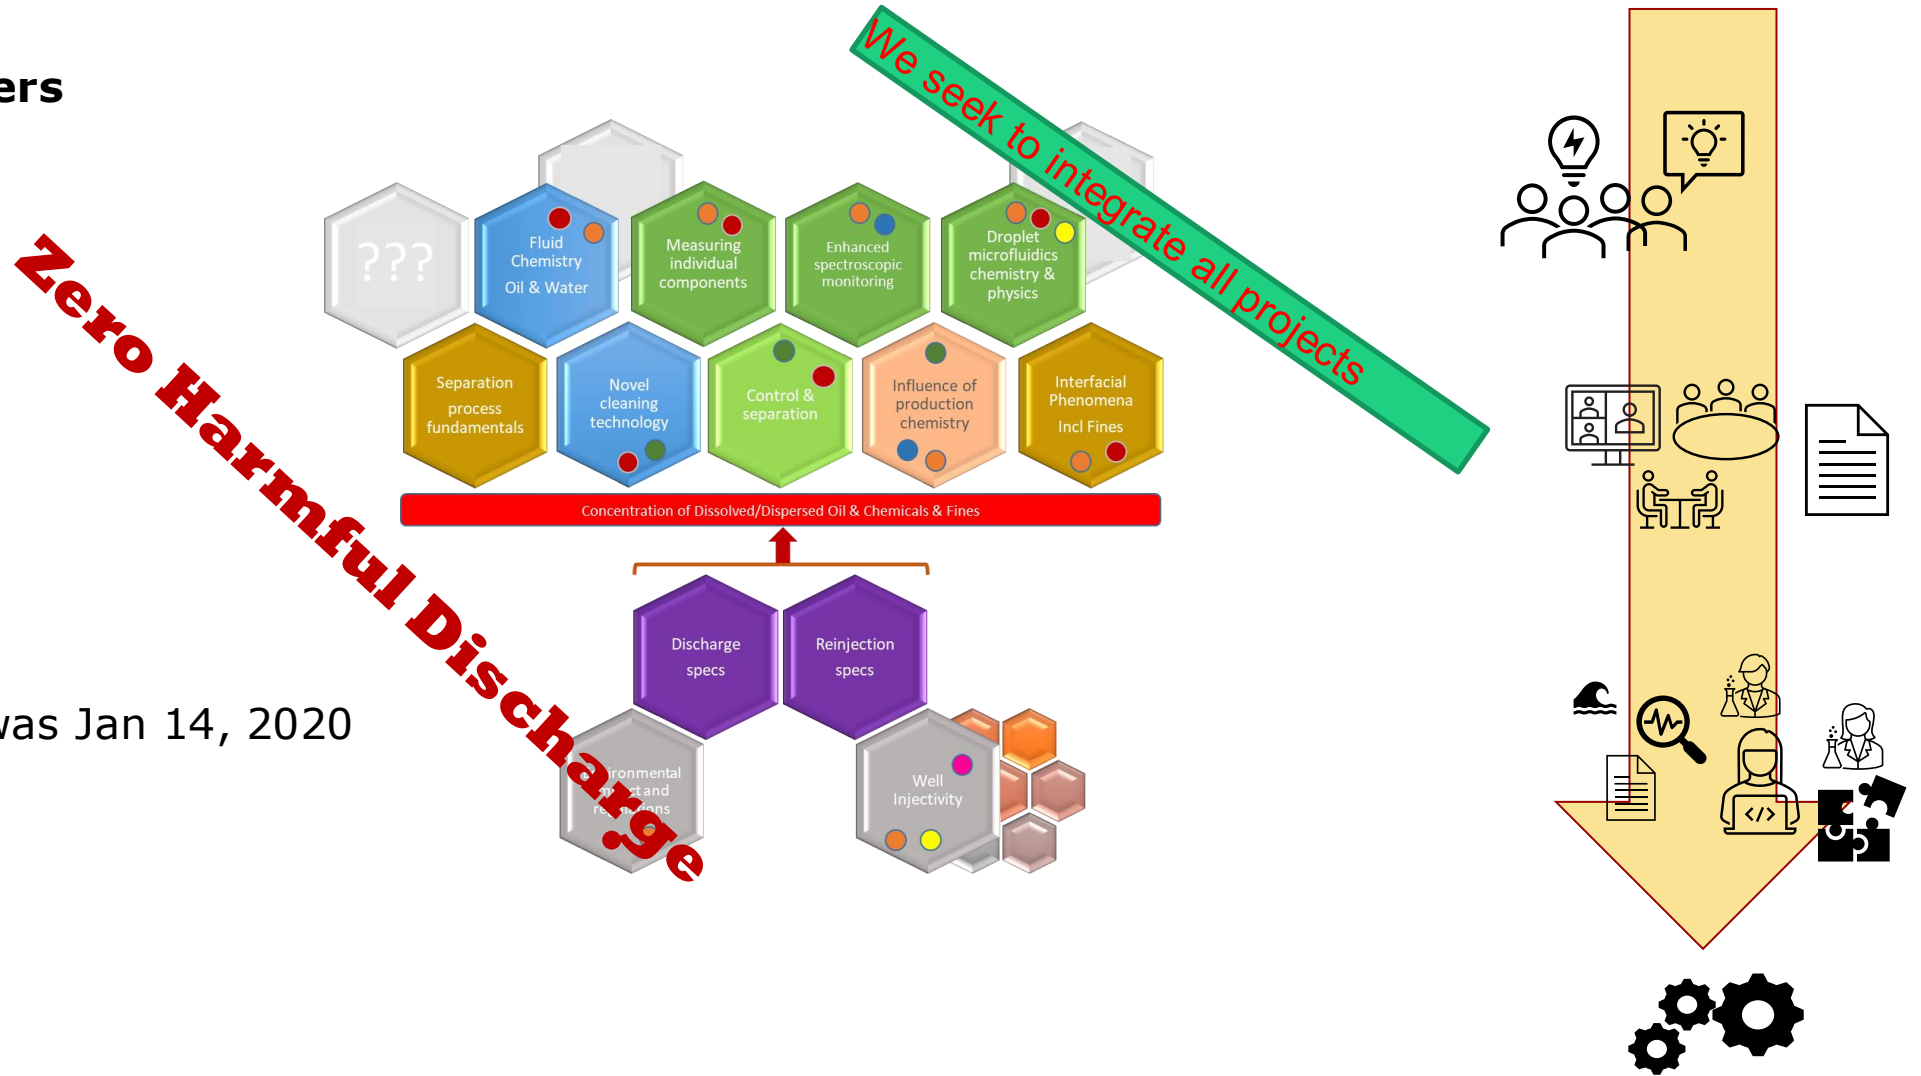 ers
We seek to integrate all projects
Zero Harmful Discharge
???
Fluid
Chemistry
Oil & Water
Measuring
individual
components
Enhanced
spectroscopic
monitoring
Droplet
microfluidics
chemistry &
physics
Separation
process
fundamentals
Novel
cleaning
technology
Control &
separation
Influence of
production
chemistry
Interfacial
Phenomena
Incl Fines
Concentration of Dissolved/Dispersed Oil & Chemicals & Fines
Discharge
specs
Reinjection
specs
was Jan 14, 2020
and
Well
Injectivity